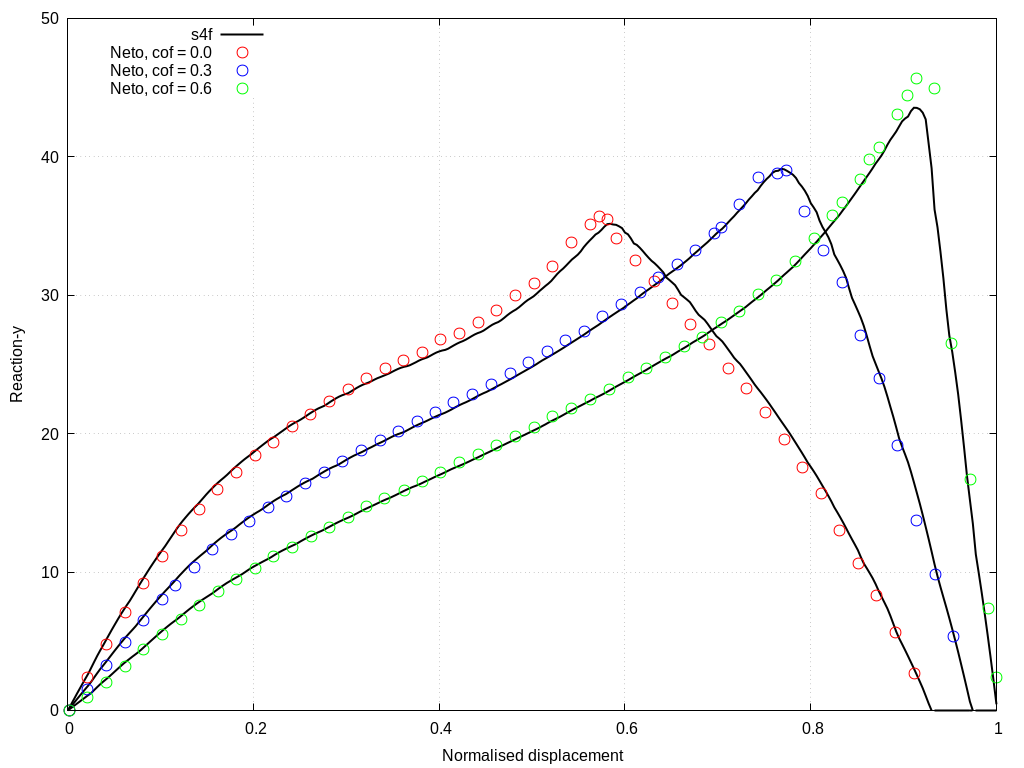 50
s4f
Neto, cof = 0.0
Neto, cof = 0.3
Neto, cof = 0.6
40
30
Reaction-y
20
10
0
0 0.2 0.4 0.6 0.8 1
Normalised displacement